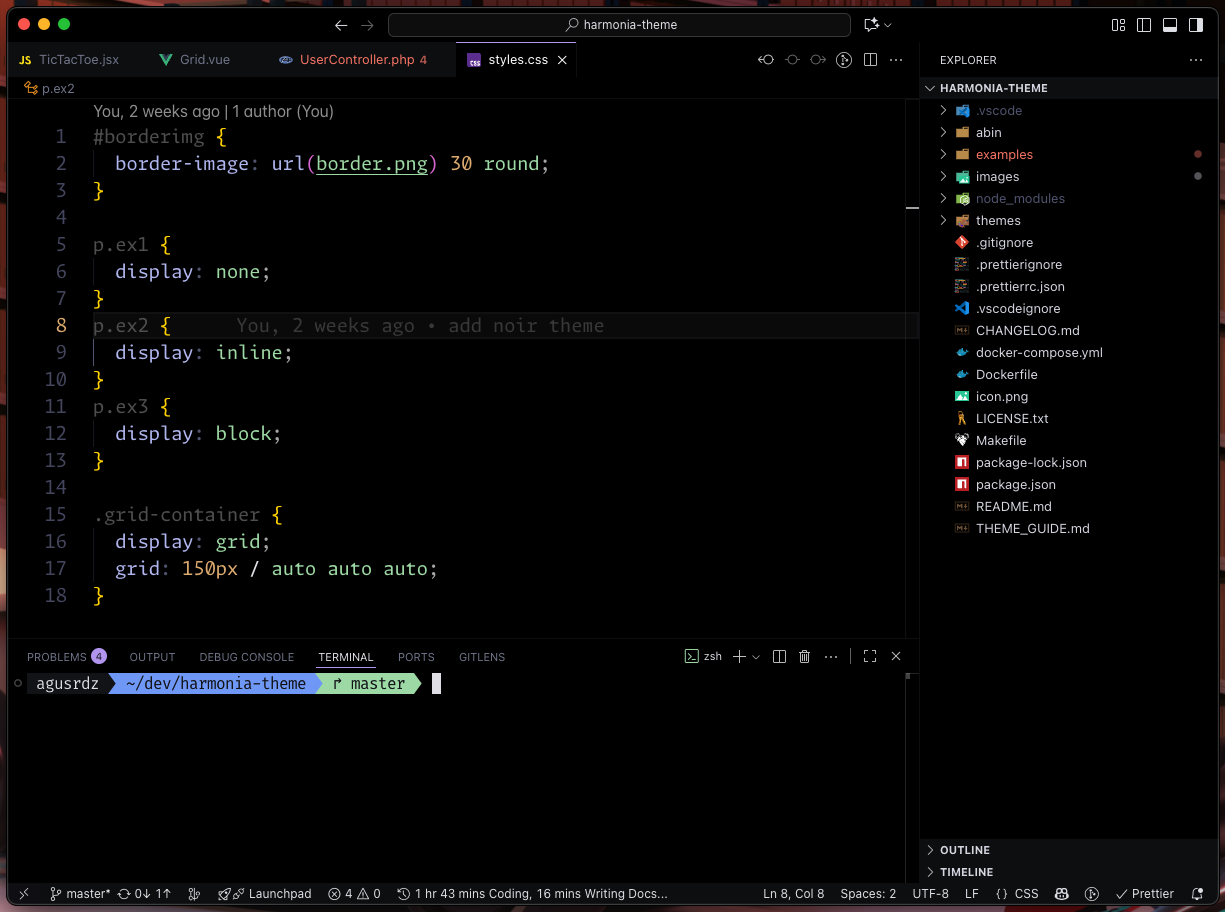 harmonia-theme
JS TicTacToe.jsx Grid.vue UserController.php 4 css styles.css
p.ex2
You, 2 weeks ago | 1 author (You)
1 #borderimg {
2 border-image: url(border.png) 30 round;
3 }
4
5 p.ex1 {
6 display: none;
7 }
8 p.ex2 { You, 2 weeks ago • add noir theme
9 display: inline;
10 }
11 p.ex3 {
12 display: block;
13 }
14
15 .grid-container {
16 display: grid;
17 grid: 150px / auto auto auto;
18 }
EXPLORER
HARMONIA-THEME
.vscode
abin
examples
images
node_modules
themes
.gitignore
.prettierignore
.prettierrc.json
.vscodeignore
CHANGELOG.md
docker-compose.yml
Dockerfile
icon.png
LICENSE.txt
Makefile
package-lock.json
package.json
README.md
THEME_GUIDE.md
OUTLINE
TIMELINE
PROBLEMS 4 OUTPUT DEBUG CONSOLE TERMINAL PORTS GITLENS zsh
agusrdz ~/dev/harmonia-theme master
master* 0↓ 1↑ Launchpad 4 0 1 hr 43 mins Coding, 16 mins Writing Docs... Ln 8, Col 8 Spaces: 2 UTF-8 LF {} CSS Prettier